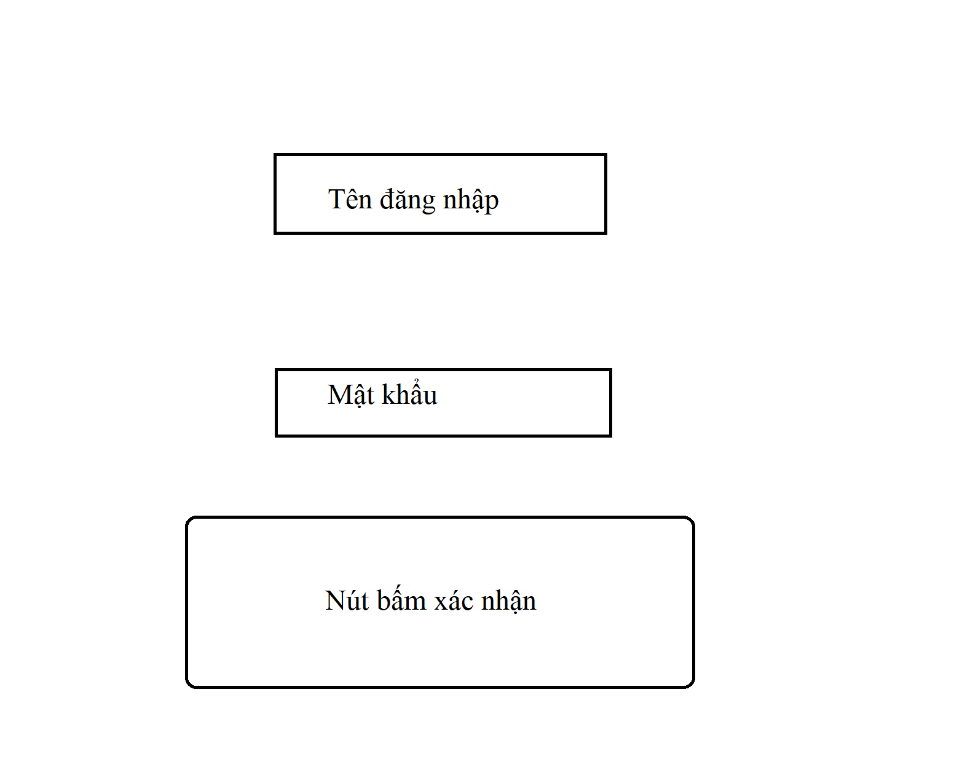 Tên đăng nhập
Mật khẩu
Nút bấm xác nhận